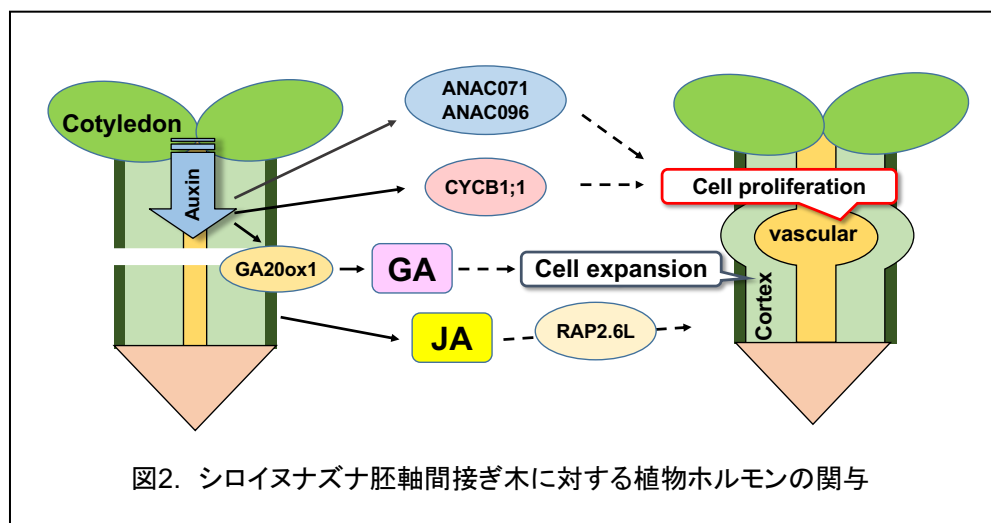 Cotyledon
Auxin
ANAC071
ANAC096
CYCB1;1
GA20ox1
GA
JA
RAP2.6L
Cell proliferation
vascular
Cell expansion
Cortex
図2. シロイヌナズナ胚軸間接ぎ木に対する植物ホルモンの関与